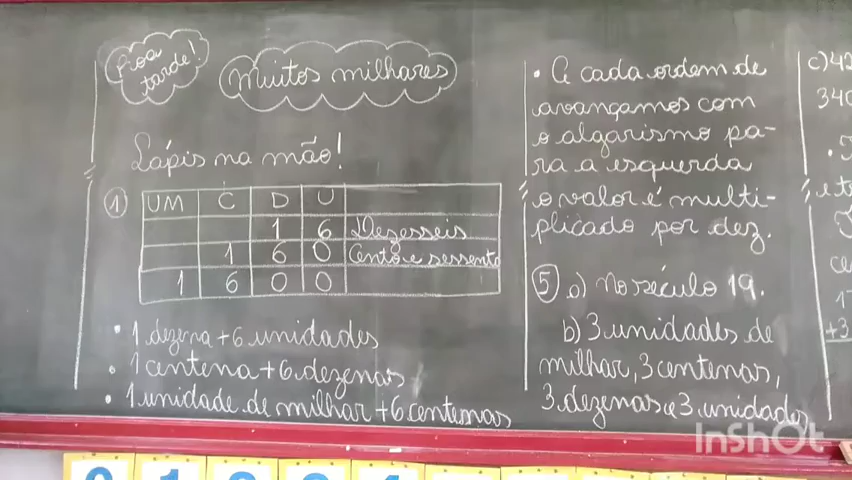 Boa
tarde!
Muitos milhares
Lápis na mão!
1 UM C D U
1 6 Dezesseis
1 6 0 Cento e sessenta
1 6 0 0
• 1 dezena + 6 unidades
• 1 centena + 6 dezenas
• 1 unidade de milhar + 6 centenas
• A cada ordem de
avançamos com
o algarismo pa-
ra a esquerda
o valor é multi-
plicado por dez.
5 a) No século 19.
b) 3 unidades de
milhar, 3 centenas,
3 dezenas e 3 unidades
c) 42
340
+3
InShOt